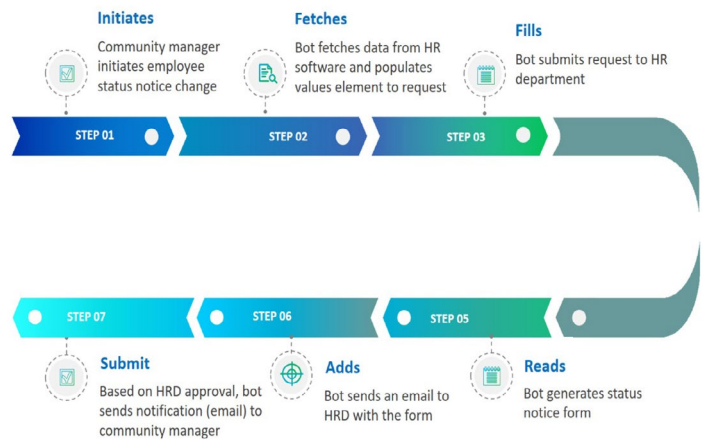 Initiates
Community manager
initiates employee
status notice change
Fetches
Bot fetches data from HR
software and populates
values element to request
Fills
Bot submits request to HR
department
STEP 01
STEP 02
STEP 03
STEP 07
STEP 06
STEP 05
Submit
Based on HRD approval, bot
sends notification (email) to
community manager
Adds
Bot sends an email to
HRD with the form
Reads
Bot generates status
notice form